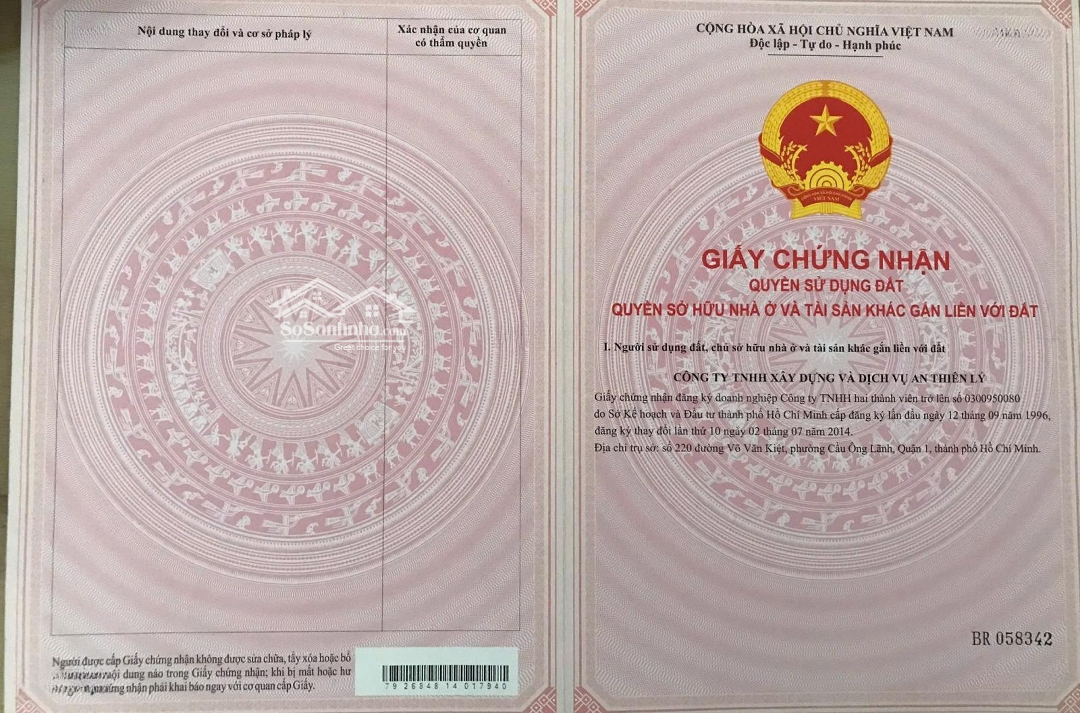 Nội dung thay đổi và cơ sở pháp lý
Xác nhận của cơ quan
có thẩm quyền
SoSanNha.com
Great choice for you
Người được cấp Giấy chứng nhận không được sửa chữa, tẩy xóa hoặc bổ
nội dung nào trong Giấy chứng nhận; khi bị mất hoặc hư
chứng nhận phải khai báo ngay với cơ quan cấp Giấy.
7926848 14 017940
CỘNG HÒA XÃ HỘI CHỦ NGHĨA VIỆT NAM
Độc lập - Tự do - Hạnh phúc
VIỆT NAM
GIẤY CHỨNG NHẬN
QUYỀN SỬ DỤNG ĐẤT
QUYỀN SỞ HỮU NHÀ Ở VÀ TÀI SẢN KHÁC GẮN LIỀN VỚI ĐẤT
I. Người sử dụng đất, chủ sở hữu nhà ở và tài sản khác gắn liền với đất
CÔNG TY TNHH XÂY DỰNG VÀ DỊCH VỤ AN THIÊN LÝ
Giấy chứng nhận đăng ký doanh nghiệp Công ty TNHH hai thành viên trở lên số 0300950080
do Sở Kế hoạch và Đầu tư thành phố Hồ Chí Minh cấp đăng ký lần đầu ngày 12 tháng 09 năm 1996,
đăng ký thay đổi lần thứ 10 ngày 02 tháng 07 năm 2014.
Địa chỉ trụ sở: số 220 đường Võ Văn Kiệt, phường Cầu Ông Lãnh, Quận 1, thành phố Hồ Chí Minh.
BR 058342